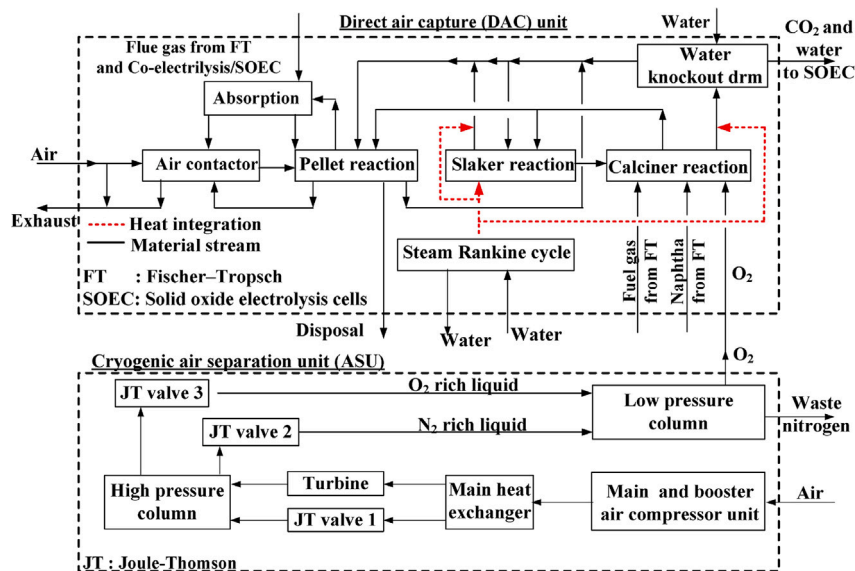 Direct air capture (DAC) unit
Water
CO2 and
water
to SOEC
Flue gas from FT
and Co-electrilysis/SOEC
Water
knockout drm
Absorption
Air
Air contactor
Pellet reaction
Slaker reaction
Calciner reaction
Exhaust
Heat integration
Material stream
Steam Rankine cycle
Fuel gas
from FT
Naphtha
from FT
O2
FT : Fischer–Tropsch
SOEC: Solid oxide electrolysis cells
Disposal
Water
Water
O2
Cryogenic air separation unit (ASU)
JT valve 3
O2 rich liquid
Low pressure
column
Waste
nitrogen
JT valve 2
N2 rich liquid
High pressure
column
Turbine
JT valve 1
Main heat
exchanger
Main and booster
air compressor unit
Air
JT : Joule-Thomson